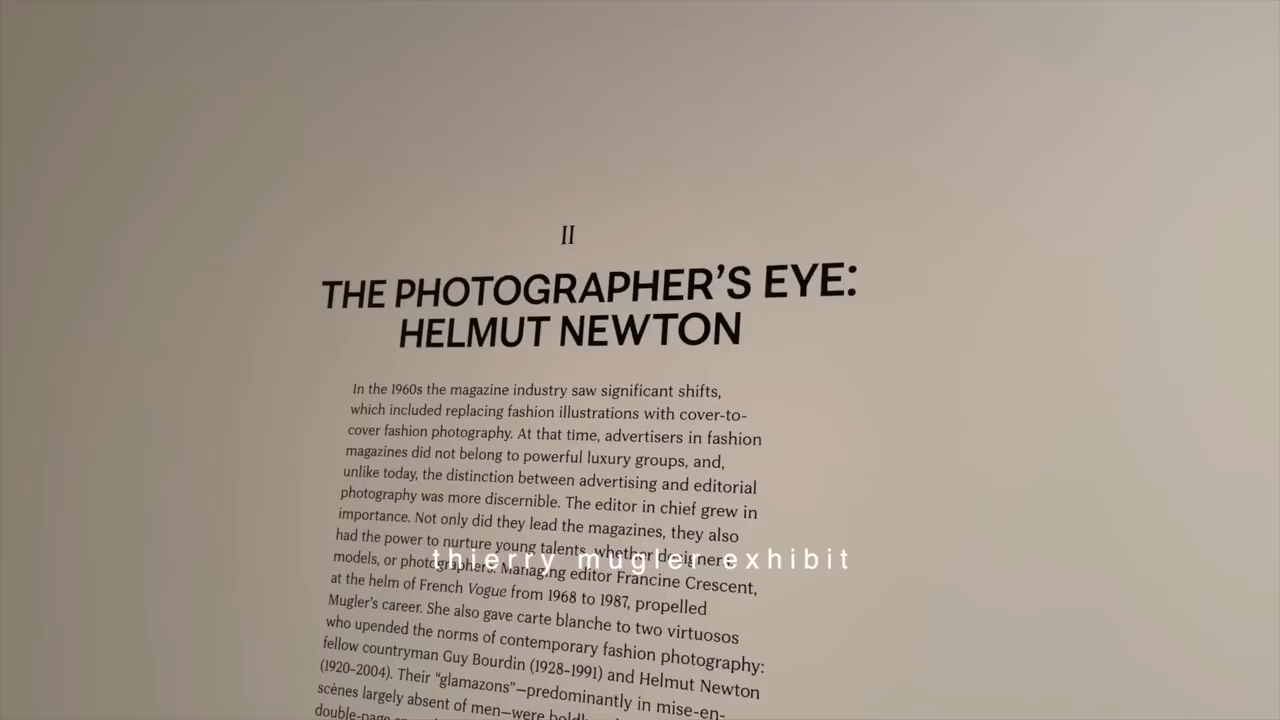 II
THE PHOTOGRAPHER'S EYE:
HELMUT NEWTON
In the 1960s the magazine industry saw significant shifts,
which included replacing fashion illustrations with cover-to-
cover fashion photography. At that time, advertisers in fashion
magazines did not belong to powerful luxury groups, and,
unlike today, the distinction between advertising and editorial
photography was more discernible. The editor in chief grew in
importance. Not only did they lead the magazines, they also
had the power to nurture young talents, whether designers,
models, or photographers. Managing editor Francine Crescent,
thierry mugler exhibit
at the helm of French Vogue from 1968 to 1987, propelled
Mugler's career. She also gave carte blanche to two virtuosos
who upended the norms of contemporary fashion photography:
fellow countryman Guy Bourdin (1928–1991) and Helmut Newton
(1920–2004). Their "glamazons"—predominantly in mise-en-
scènes largely absent of men—were
double-page